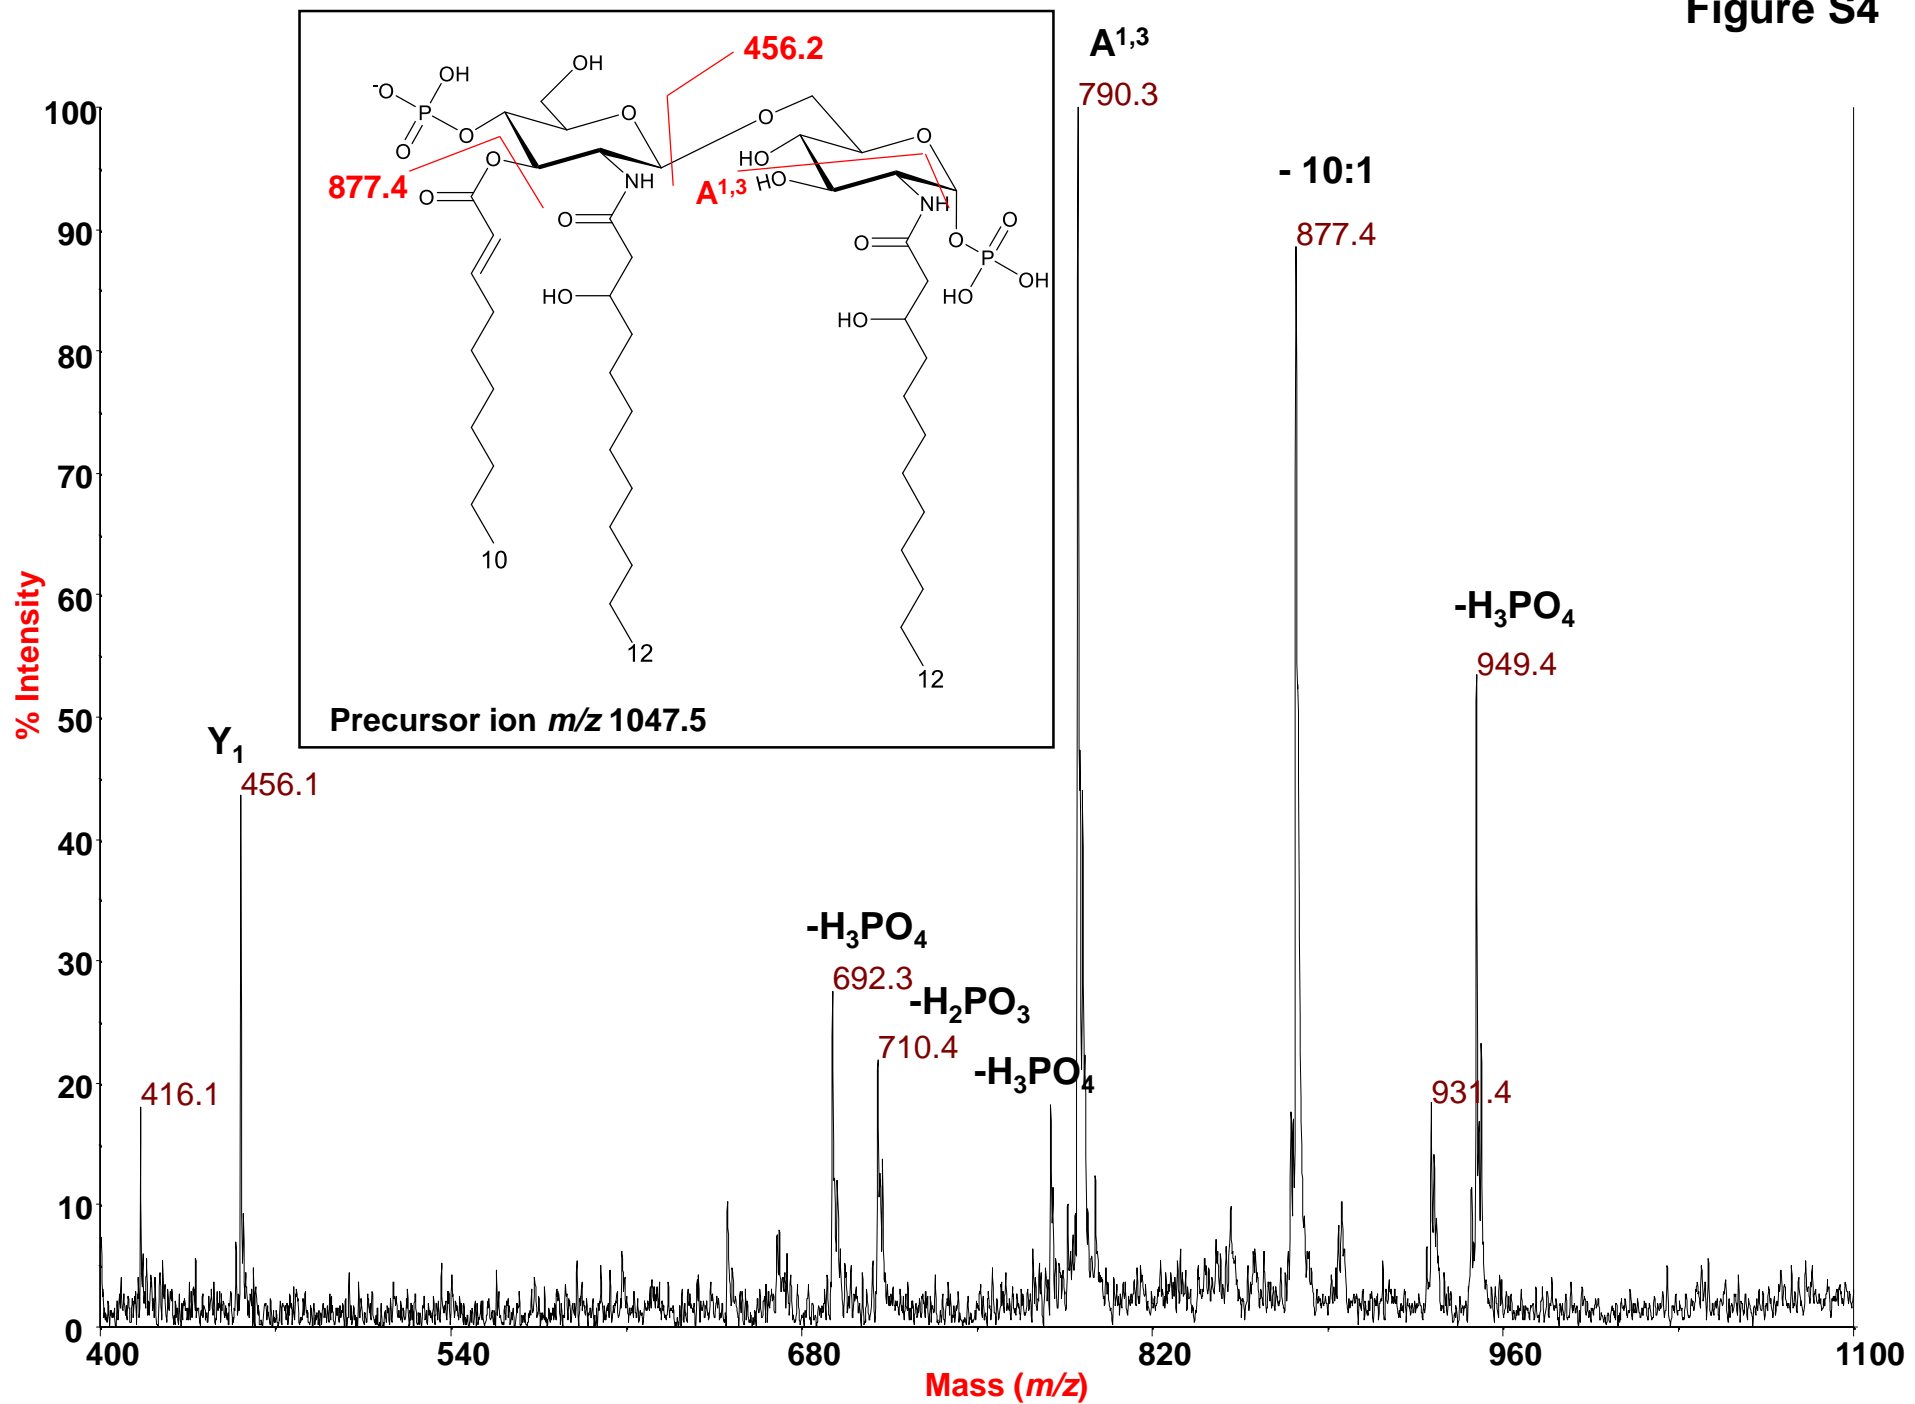 Figure S4
A1,3
790.3
- 10:1
877.4
-H3PO4
949.4
931.4
Y1
456.1
416.1
-H3PO4
692.3
-H2PO3
710.4
-H3PO4
456.2
OH
OH
-O
P
O
O
O
O
O
OH
O
O
HO
HO
A1,3
877.4
O
NH
O
HO
NH
O
HO
O
P
O
OH
HO
10
12
12
Precursor ion m/z 1047.5
100
90
80
70
60
50
40
30
20
10
0
% Intensity
400
540
680
820
960
1100
Mass (m/z)